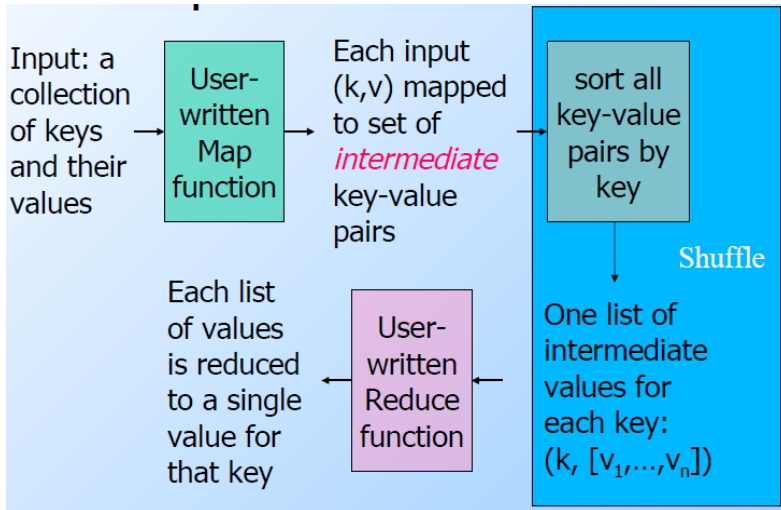 Input: a
collection
of keys
and their
values
User-
written
Map
function
Each input
(k,v) mapped
to set of
intermediate
key-value
pairs
sort all
key-value
pairs by
key
Shuffle
One list of
intermediate
values for
each key:
(k, [v₁,…,vₙ])
User-
written
Reduce
function
Each list
of values
is reduced
to a single
value for
that key